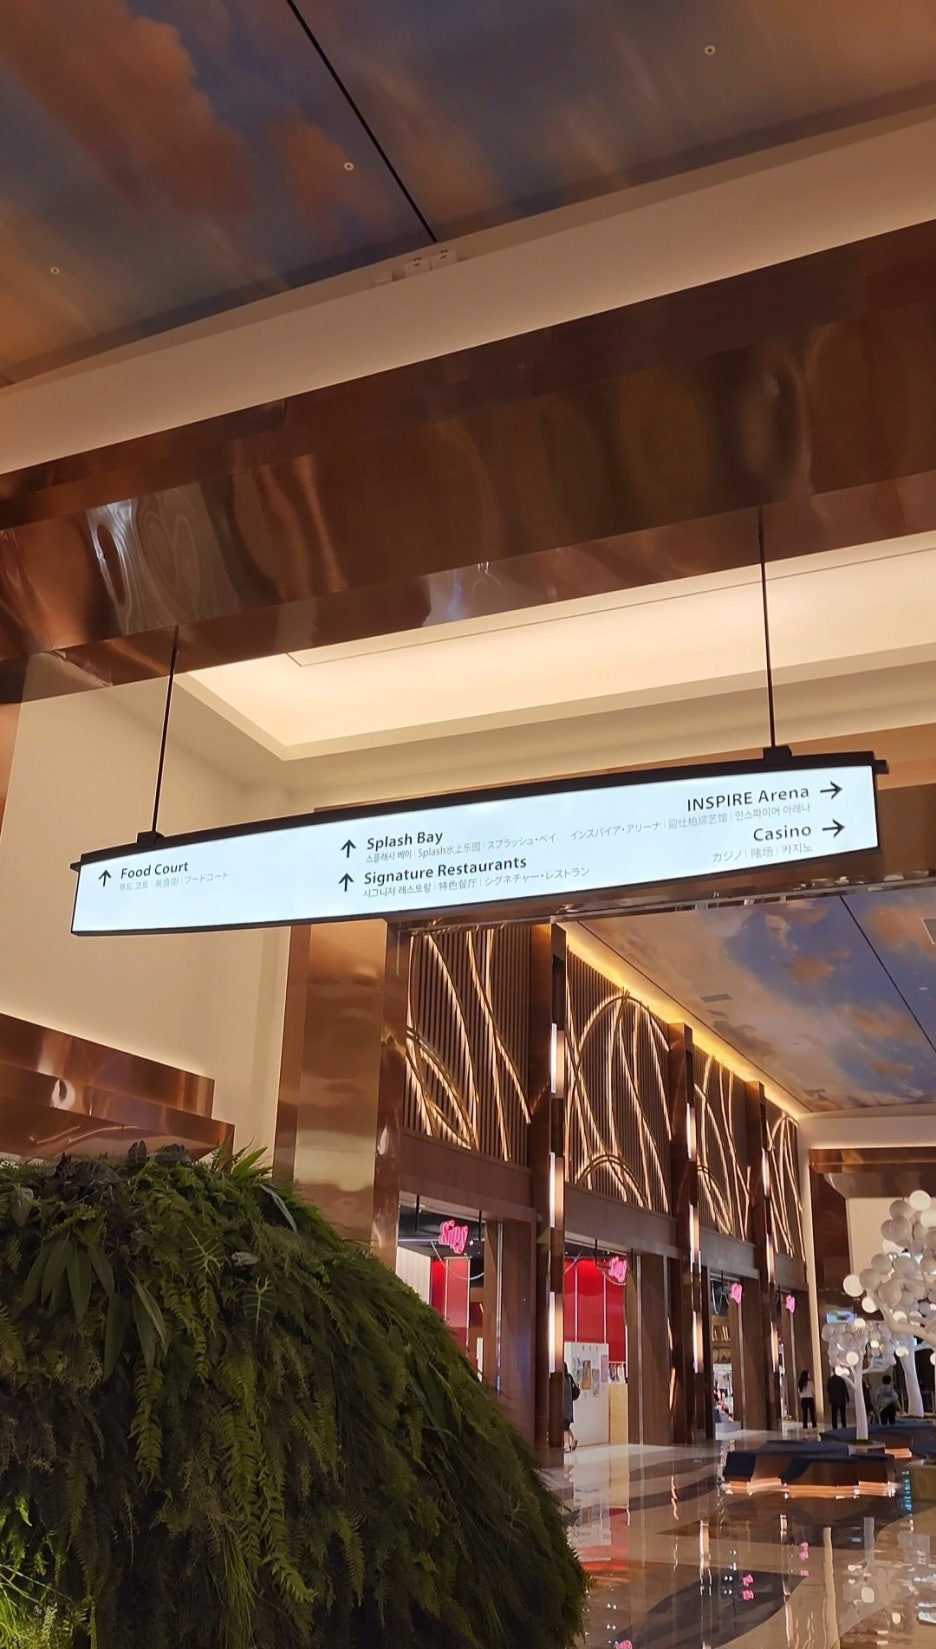 Food Court
푸드 코트 | 美食街 | フードコート
Splash Bay
스플래시 베이 | Splash水上乐园 | スプラッシュ・ベイ
Signature Restaurants
시그니처 레스토랑 | 特色餐厅 | シグネチャー・レストラン
INSPIRE Arena
インスパイア・アリーナ | 迎仕柏综艺馆 | 인스파이어 아레나
Casino
カジノ | 赌场 | 카지노